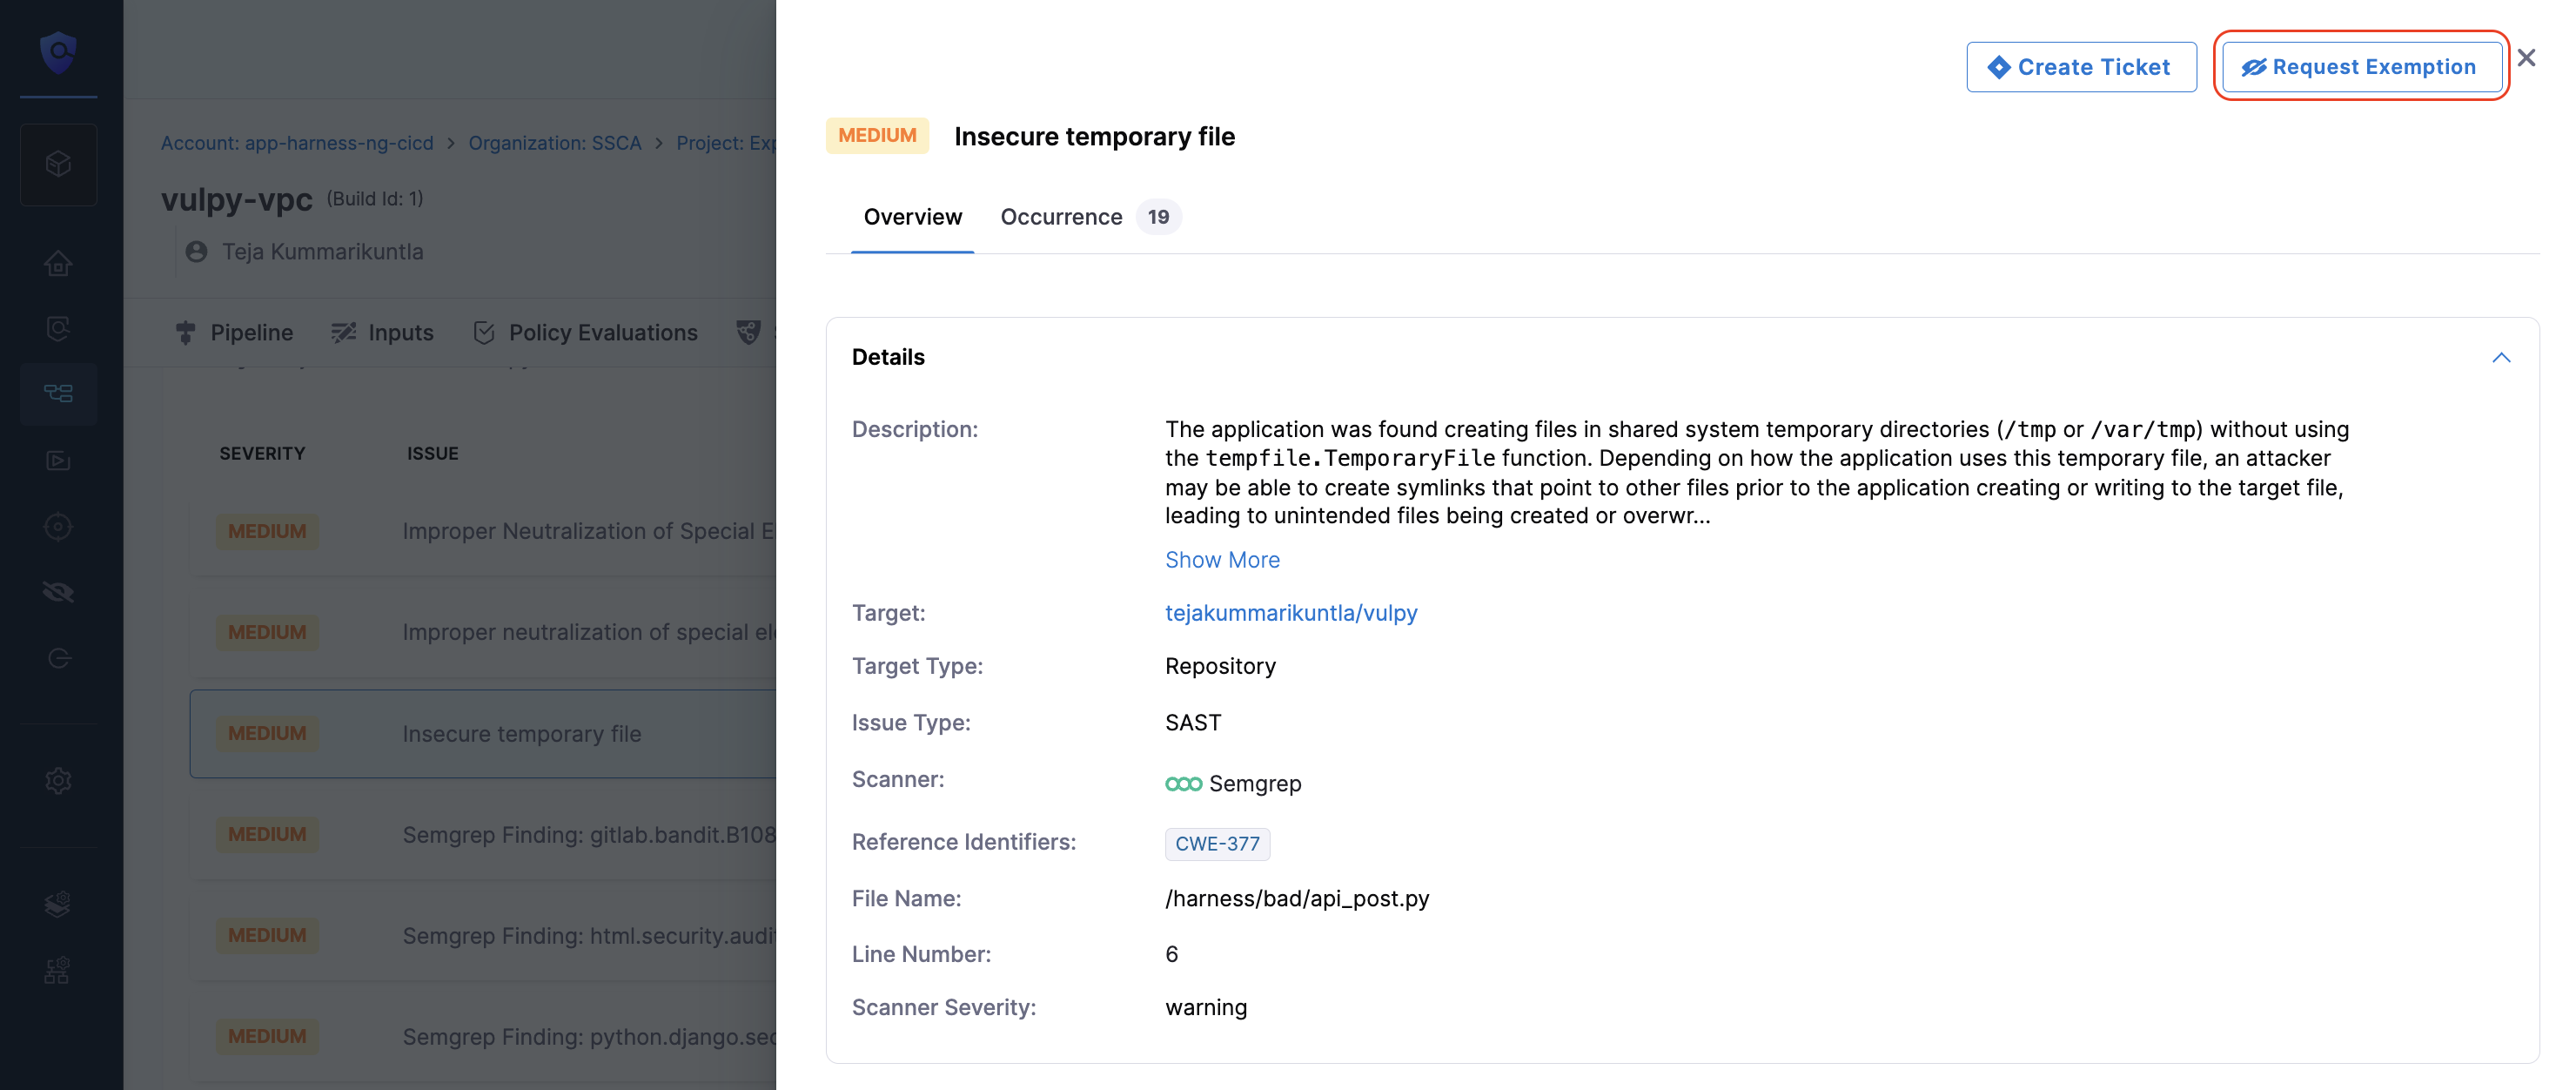 Create Ticket
Request Exemption
MEDIUM Insecure temporary file
Account: app-harness-ng-cicd > Organization: SSCA > Project:
vulpy-vpc (Build Id: 1)
Teja Kummarikuntla
Overview Occurrence 19
Pipeline Inputs Policy Evaluations
SEVERITY ISSUE
MEDIUM Improper Neutralization of Special
MEDIUM Improper neutralization of special
MEDIUM Insecure temporary file
MEDIUM Semgrep Finding: gitlab.bandit.B108
MEDIUM Semgrep Finding: html.security.audit
MEDIUM Semgrep Finding: python.django.sec
Details
Description: The application was found creating files in shared system temporary directories (/tmp or /var/tmp) without using
the tempfile.TemporaryFile function. Depending on how the application uses this temporary file, an attacker
may be able to create symlinks that point to other files prior to the application creating or writing to the target file,
leading to unintended files being created or overwr...
Show More
Target: tejakummarikuntla/vulpy
Target Type: Repository
Issue Type: SAST
Scanner: Semgrep
Reference Identifiers: CWE-377
File Name: /harness/bad/api_post.py
Line Number: 6
Scanner Severity: warning